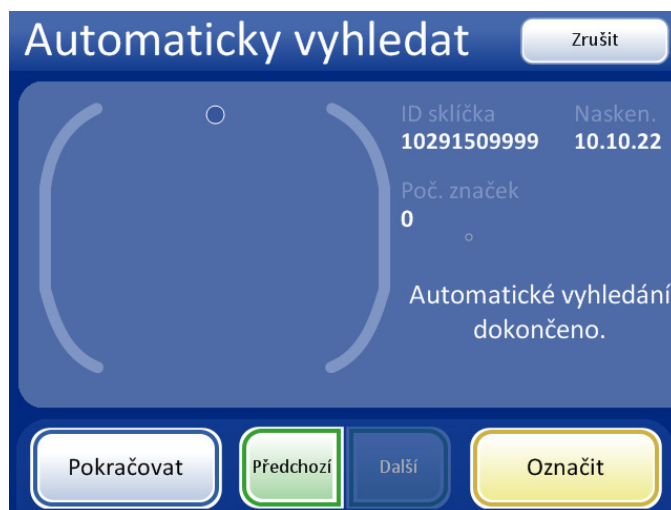 Automaticky vyhledat
Zrušit
ID sklíčka
Nasken.
10291509999
10.10.22
Poč. značek
0
Automatické vyhledání
dokončeno.
Pokračovat
Předchozí
Další
Označit